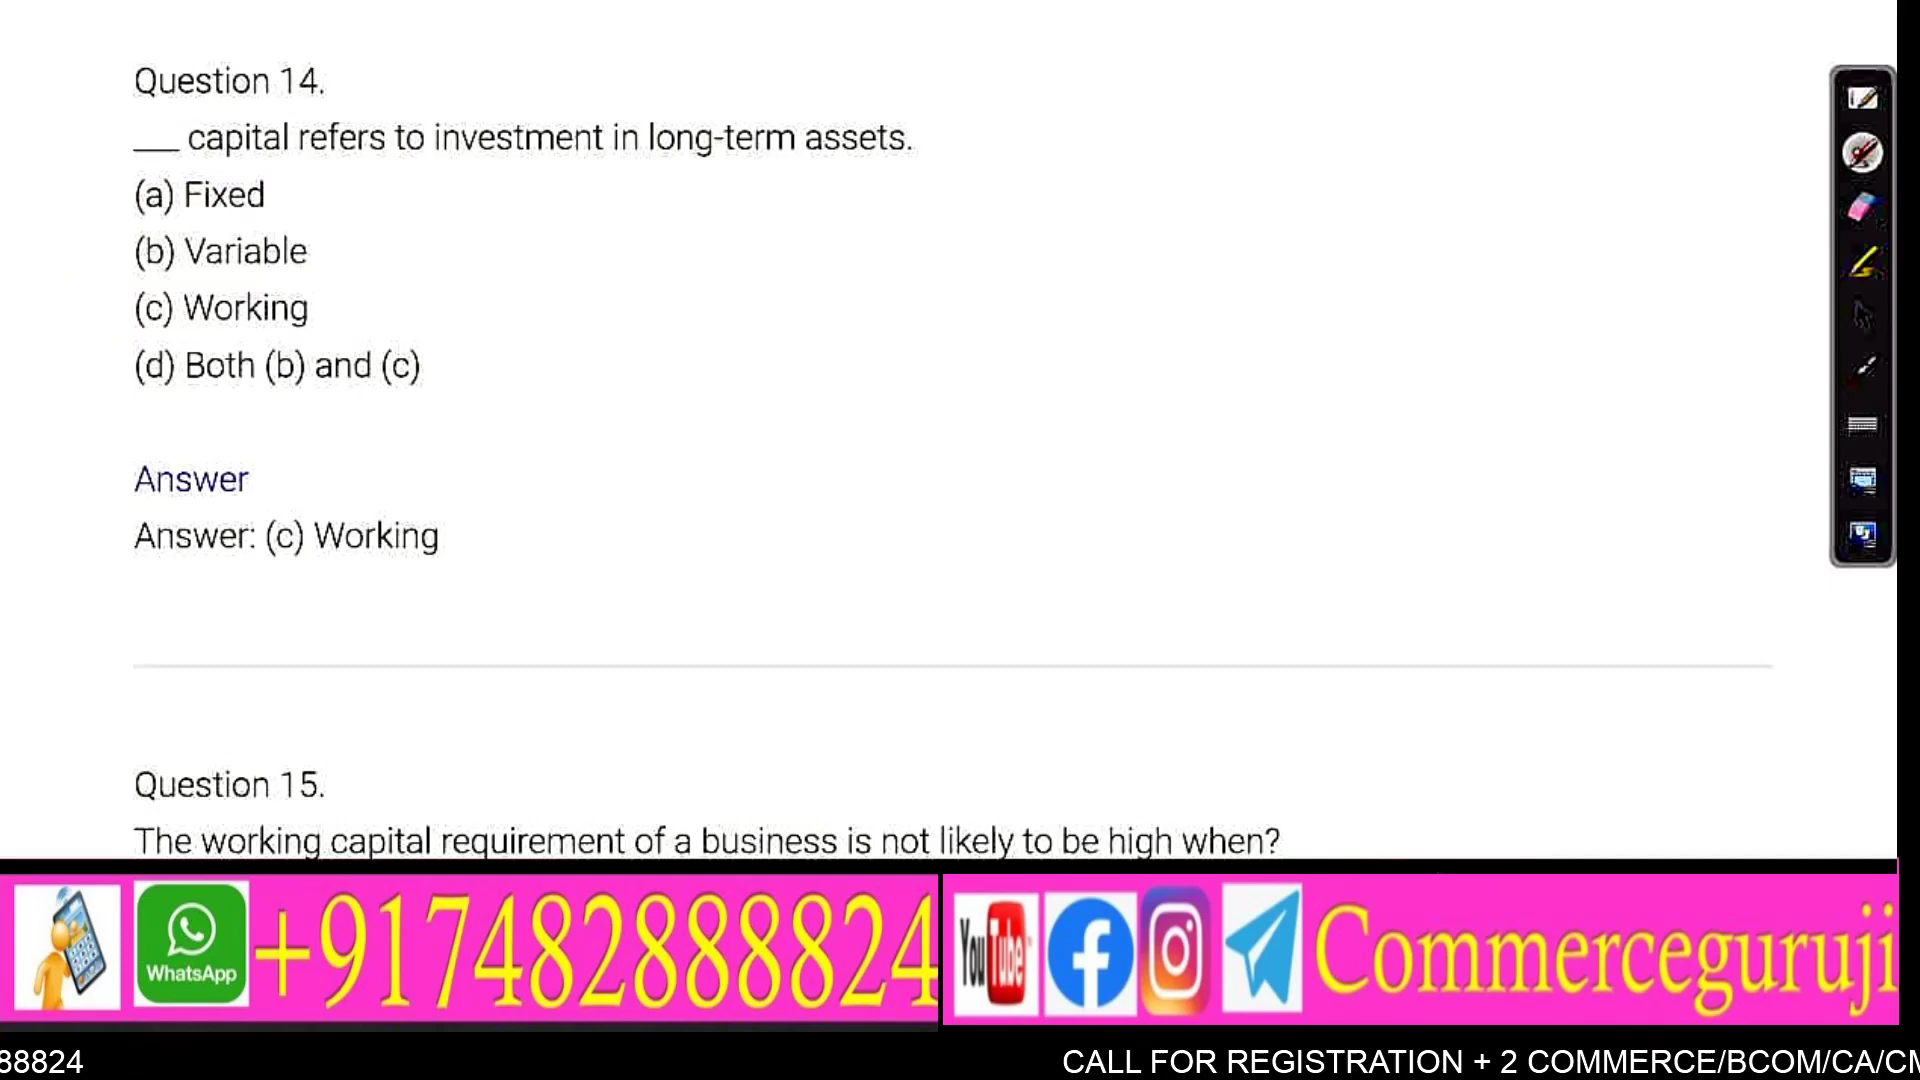 Question 14.
___ capital refers to investment in long-term assets.
(a) Fixed
(b) Variable
(c) Working
(d) Both (b) and (c)
Answer
Answer: (c) Working
Question 15.
The working capital requirement of a business is not likely to be high when?
WhatsApp
+917482888824
YouTube
Commerceguruji
88824
CALL FOR REGISTRATION + 2 COMMERCE/BCOM/CA/CM